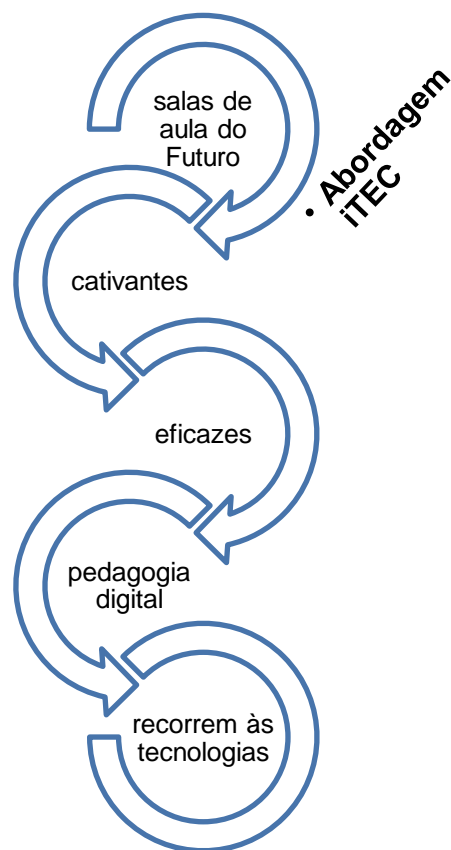 salas de
aula do
Futuro
• Abordagem
iTEC
cativantes
eficazes
pedagogia
digital
recorrem às
tecnologias